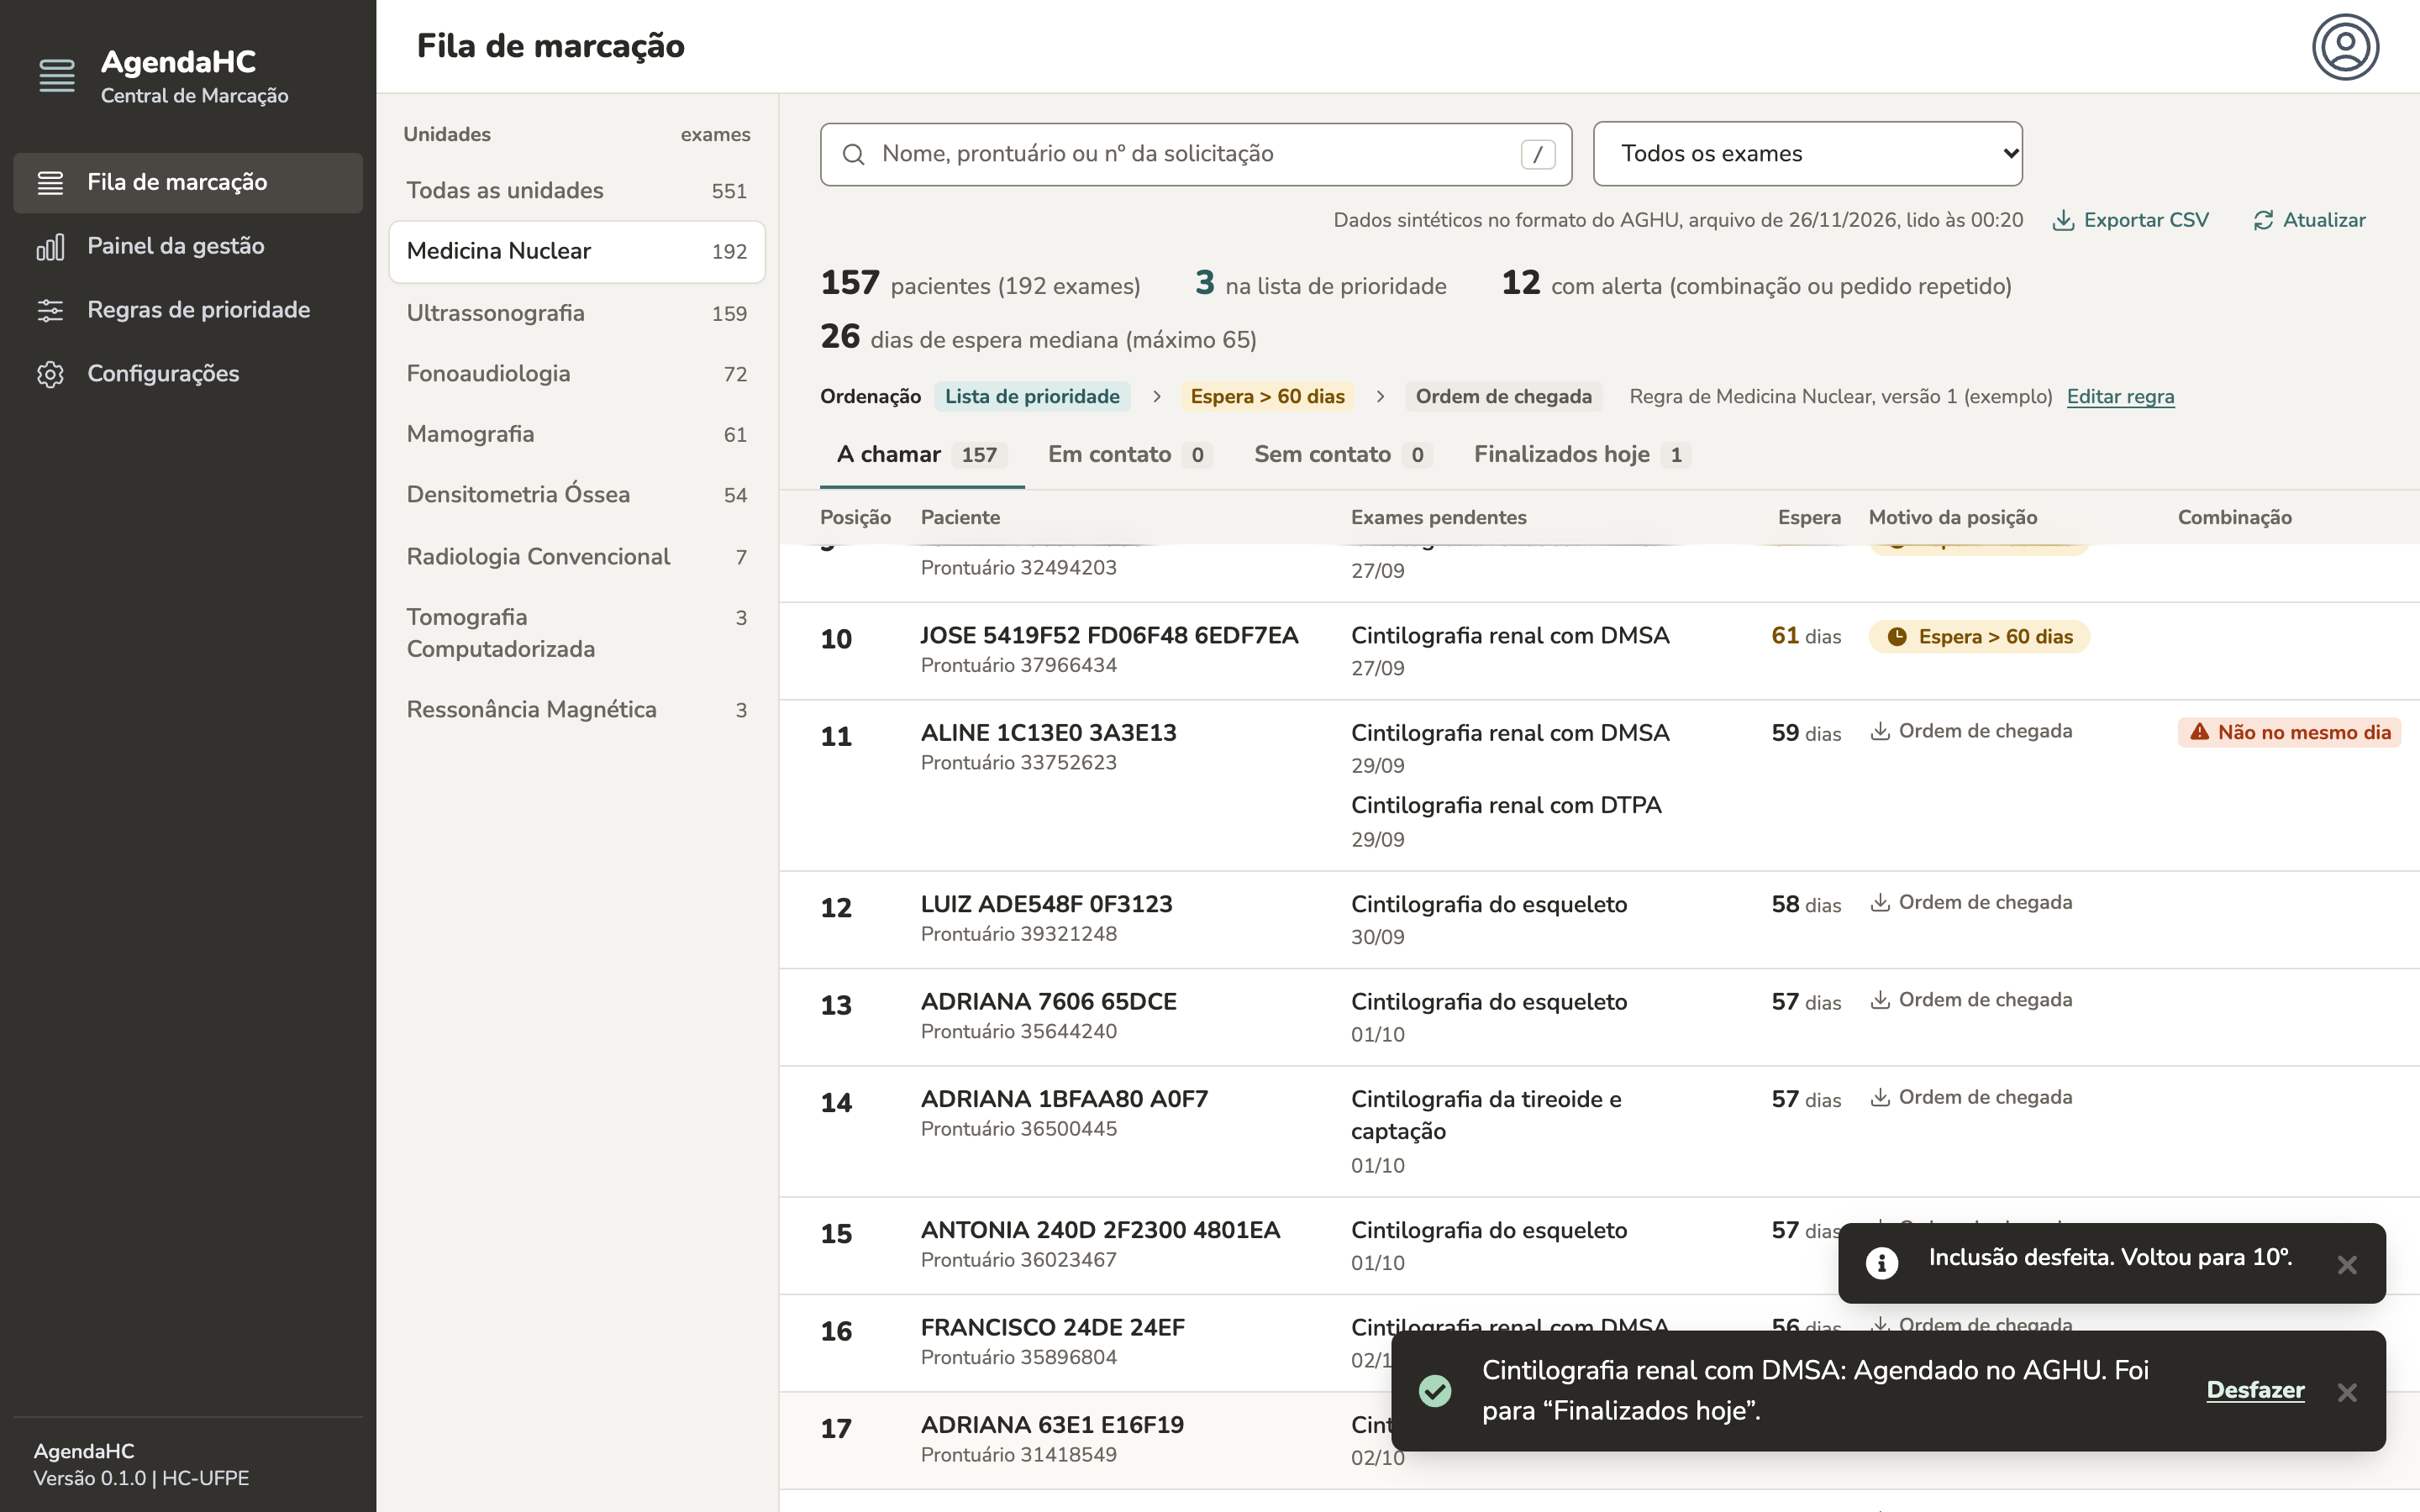 AgendaHC
Central de Marcação
Fila de marcação
Painel da gestão
Regras de prioridade
Configurações
AgendaHC
Versão 0.1.0 | HC-UFPE
Fila de marcação
Unidades exames
Todas as unidades 551
Medicina Nuclear 192
Ultrassonografia 159
Fonoaudiologia 72
Mamografia 61
Densitometria Óssea 54
Radiologia Convencional 7
Tomografia 3
Computadorizada
Ressonância Magnética 3
Nome, prontuário ou nº da solicitação /
Todos os exames
Dados sintéticos no formato do AGHU, arquivo de 26/11/2026, lido às 00:20 Exportar CSV Atualizar
157 pacientes (192 exames) 3 na lista de prioridade 12 com alerta (combinação ou pedido repetido)
26 dias de espera mediana (máximo 65)
Ordenação Lista de prioridade > Espera > 60 dias > Ordem de chegada Regra de Medicina Nuclear, versão 1 (exemplo) Editar regra
A chamar 157 Em contato 0 Sem contato 0 Finalizados hoje 1
Posição Paciente Exames pendentes Espera Motivo da posição Combinação
Prontuário 32494203 27/09
10 JOSE 5419F52 FD06F48 6EDF7EA Cintilografia renal com DMSA 61 dias Espera > 60 dias
Prontuário 37966434 27/09
11 ALINE 1C13E0 3A3E13 Cintilografia renal com DMSA 59 dias Ordem de chegada Não no mesmo dia
Prontuário 33752623 29/09
Cintilografia renal com DTPA
29/09
12 LUIZ ADE548F 0F3123 Cintilografia do esqueleto 58 dias Ordem de chegada
Prontuário 39321248 30/09
13 ADRIANA 7606 65DCE Cintilografia do esqueleto 57 dias Ordem de chegada
Prontuário 35644240 01/10
14 ADRIANA 1BFAA80 A0F7 Cintilografia da tireoide e 57 dias Ordem de chegada
Prontuário 36500445 captação
01/10
15 ANTONIA 240D 2F2300 4801EA Cintilografia do esqueleto 57 dias
Prontuário 36023467 01/10
16 FRANCISCO 24DE 24EF Cintilografia renal com DMSA 56 dias Ordem de chegada
Prontuário 35896804 02/1
17 ADRIANA 63E1 E16F19 Cint
Prontuário 31418549 02/10
Inclusão desfeita. Voltou para 10º.
Cintilografia renal com DMSA: Agendado no AGHU. Foi
para “Finalizados hoje”.
Desfazer